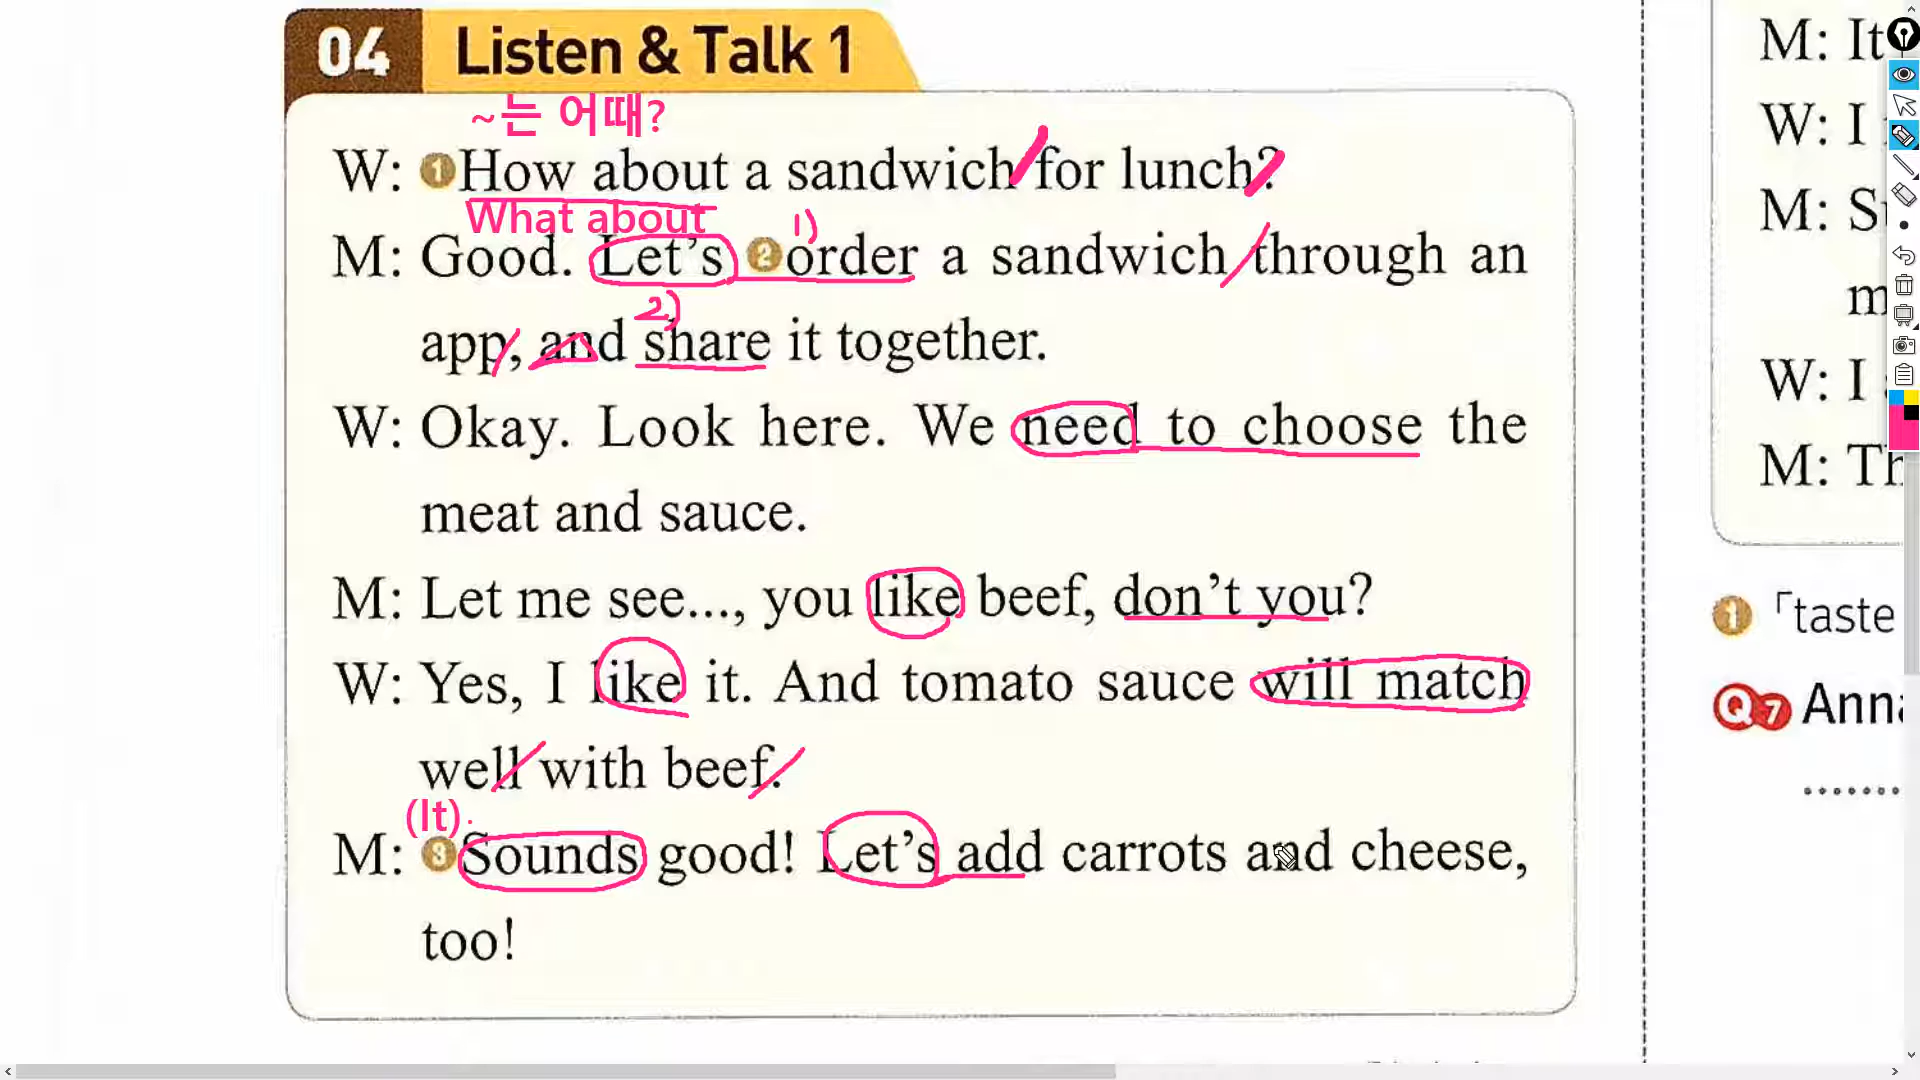 04 Listen & Talk 1
~는 어때?
W: ❶How about a sandwich for lunch?
What about
1)
M: Good. Let's ❷order a sandwich through an
2)
app, and share it together.
W: Okay. Look here. We need to choose the
meat and sauce.
M: Let me see..., you like beef, don't you?
W: Yes, I like it. And tomato sauce will match
well with beef.
(It)
M: ❸Sounds good! Let's add carrots and cheese,
too!
M: It
W: I
M:
m
W: I
M: Th
❶ 「taste
Q7 Anna